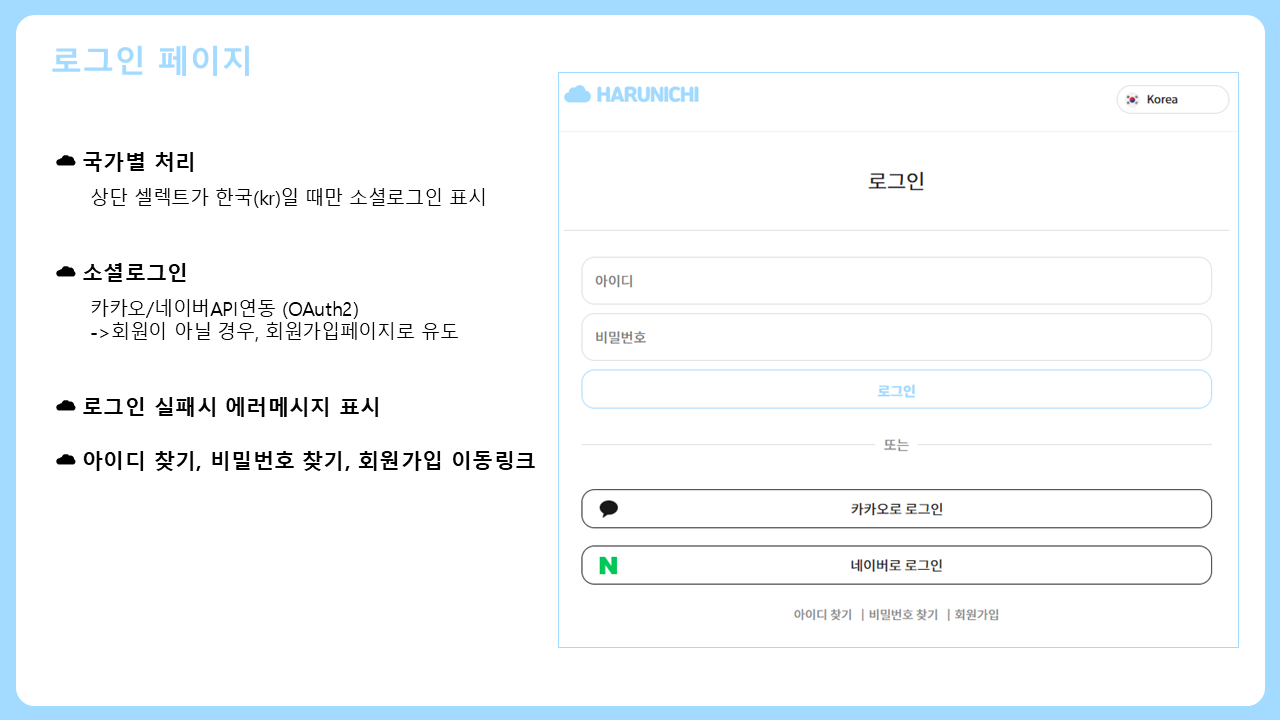 로그인 페이지
국가별 처리
상단 셀렉트가 한국(kr)일 때만 소셜로그인 표시
소셜로그인
카카오/네이버API연동 (OAuth2)
->회원이 아닐 경우, 회원가입페이지로 유도
로그인 실패시 에러메시지 표시
아이디 찾기, 비밀번호 찾기, 회원가입 이동링크
HARUNICHI
Korea
로그인
아이디
비밀번호
로그인
또는
카카오로 로그인
네이버로 로그인
아이디 찾기 | 비밀번호 찾기 | 회원가입